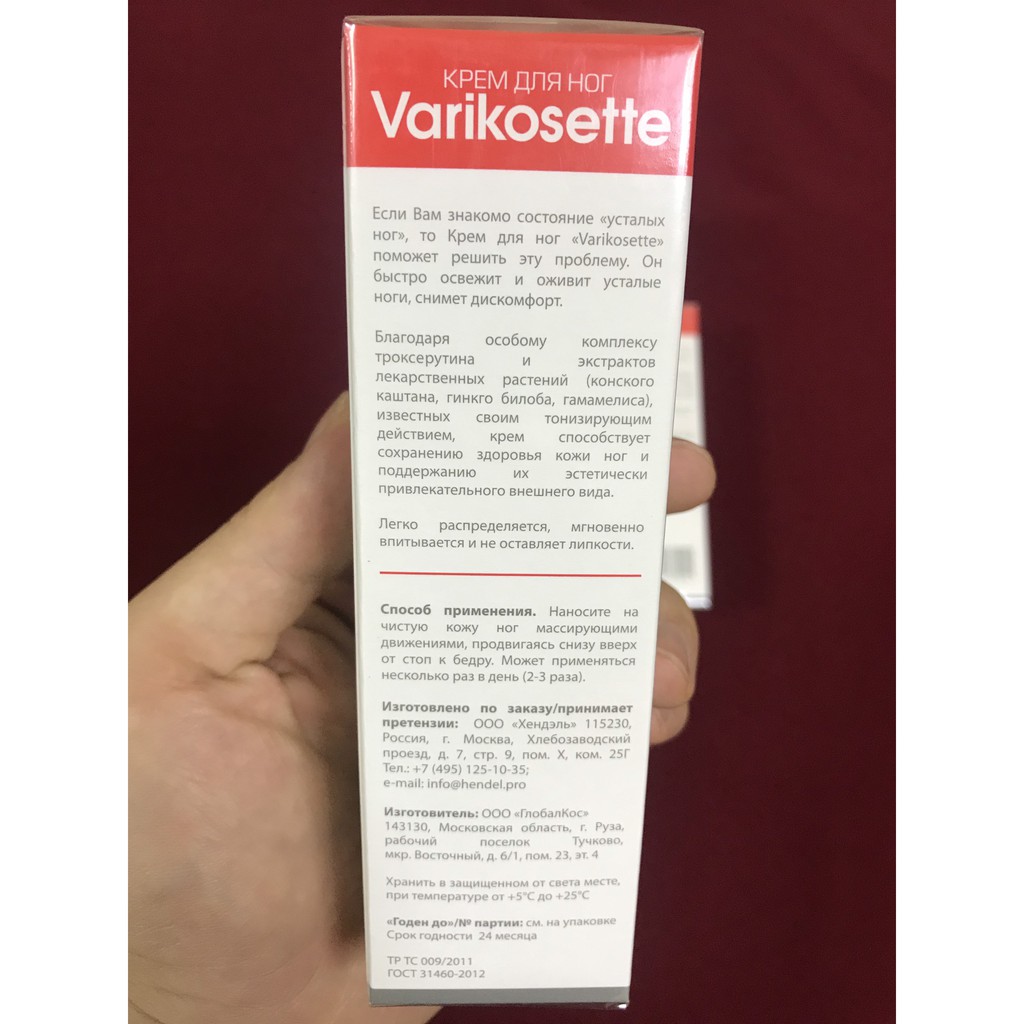 КРЕМ ДЛЯ НОГ
Varikosette
Если Вам знакомо состояние «усталых
ног», то Крем для ног «Varikosette»
поможет решить эту проблему. Он
быстро освежит и оживит усталые
ноги, снимет дискомфорт.
Благодаря особому комплексу
троксерутина и экстрактов
лекарственных растений (конского
каштана, гинкго билоба, гамамелиса),
известных своим тонизирующим
действием, крем способствует
сохранению здоровья кожи ног и
поддержанию их эстетически
привлекательного внешнего вида.
Легко распределяется, мгновенно
впитывается и не оставляет липкости.
Способ применения. Наносите на
чистую кожу ног массирующими
движениями, продвигаясь снизу вверх
от стоп к бедру. Может применяться
несколько раз в день (2-3 раза).
Изготовлено по заказу/принимает
претензии: ООО «Хендэль» 115230,
Россия, г. Москва, Хлебозаводский
проезд, д. 7, стр. 9, пом. X, ком. 25Г
Тел.: +7 (495) 125-10-35;
e-mail: info@hendel.pro
Изготовитель: ООО «ГлобалКос»
143130, Московская область, г. Руза,
рабочий поселок Тучково,
мкр. Восточный, д. 6/1, пом. 23, эт. 4
Хранить в защищенном от света месте,
при температуре от +5°С до +25°С
«Годен до»/№ партии: см. на упаковке
Срок годности 24 месяца
ТР ТС 009/2011
ГОСТ 31460-2012